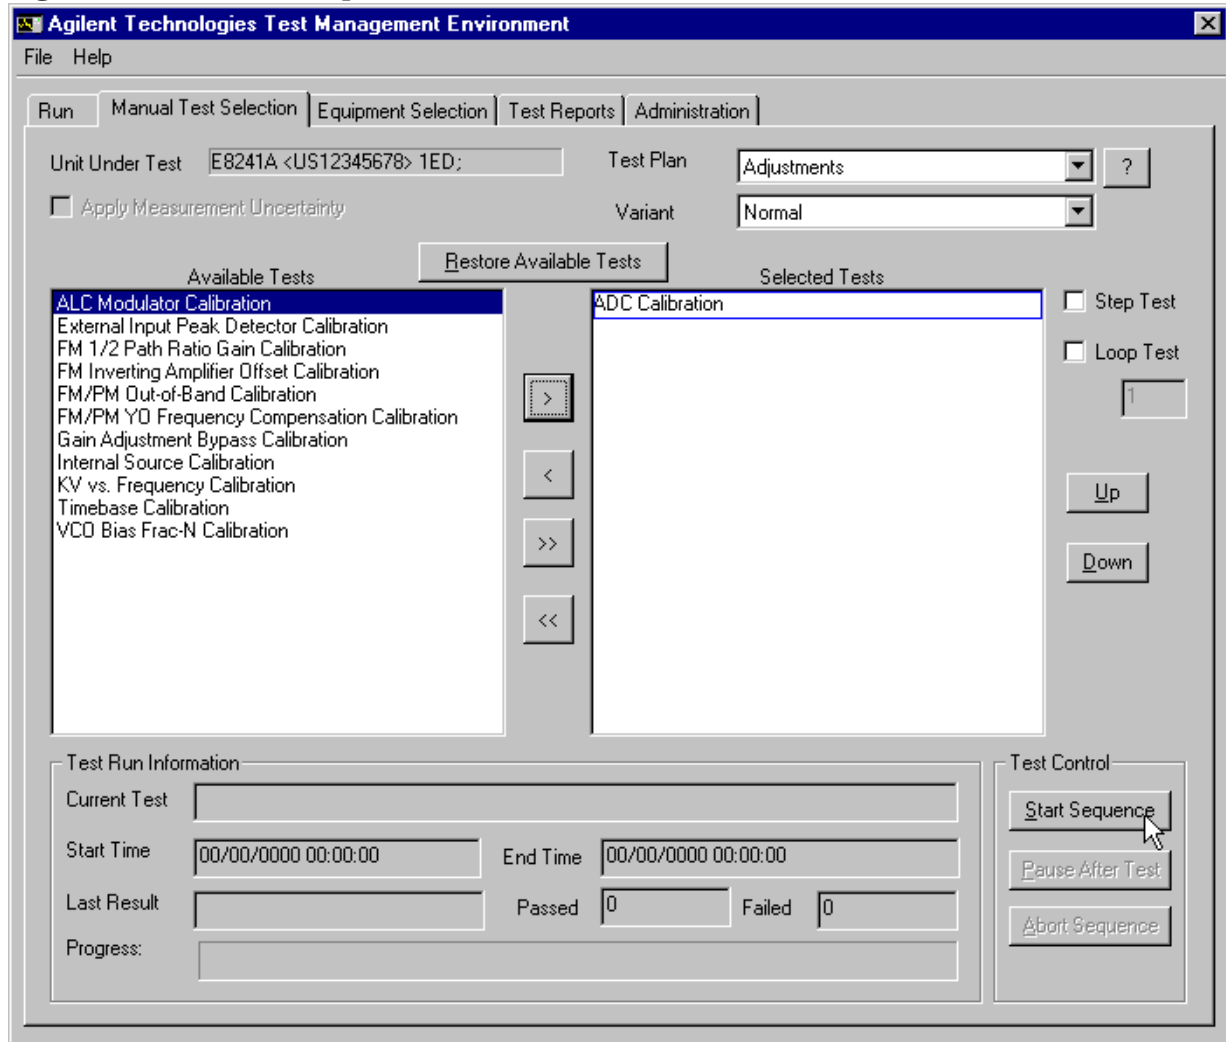 Agilent Technologies Test Management Environment
File Help
Run Manual Test Selection Equipment Selection Test Reports Administration
Unit Under Test E8241A <US12345678> 1ED; Test Plan Adjustments ?
Apply Measurement Uncertainty Variant Normal
Restore Available Tests
Available Tests Selected Tests
ALC Modulator Calibration
External Input Peak Detector Calibration
FM 1/2 Path Ratio Gain Calibration
FM Inverting Amplifier Offset Calibration
FM/PM Out-of-Band Calibration
FM/PM YO Frequency Compensation Calibration
Gain Adjustment Bypass Calibration
Internal Source Calibration
KV vs. Frequency Calibration
Timebase Calibration
VCO Bias Frac-N Calibration
>
<
>>
<<
ADC Calibration
Step Test
Loop Test
1
Up
Down
Test Run Information
Current Test
Start Time 00/00/0000 00:00:00 End Time 00/00/0000 00:00:00
Last Result Passed 0 Failed 0
Progress:
Test Control
Start Sequence
Pause After Test
Abort Sequence